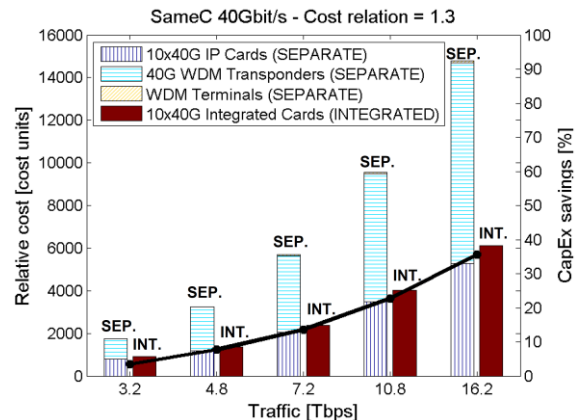 SameC 40Gbit/s - Cost relation = 1.3
10x40G IP Cards (SEPARATE)
40G WDM Transponders (SEPARATE)
WDM Terminals (SEPARATE)
10x40G Integrated Cards (INTEGRATED)
Relative cost [cost units]
16000
14000
12000
10000
8000
6000
4000
2000
0
SEP.
INT.
SEP.
INT.
SEP.
INT.
SEP.
INT.
SEP.
INT.
100
90
80
70
60
50
40
30
20
10
0
CapEx savings [%]
3.2 4.8 7.2 10.8 16.2
Traffic [Tbps]